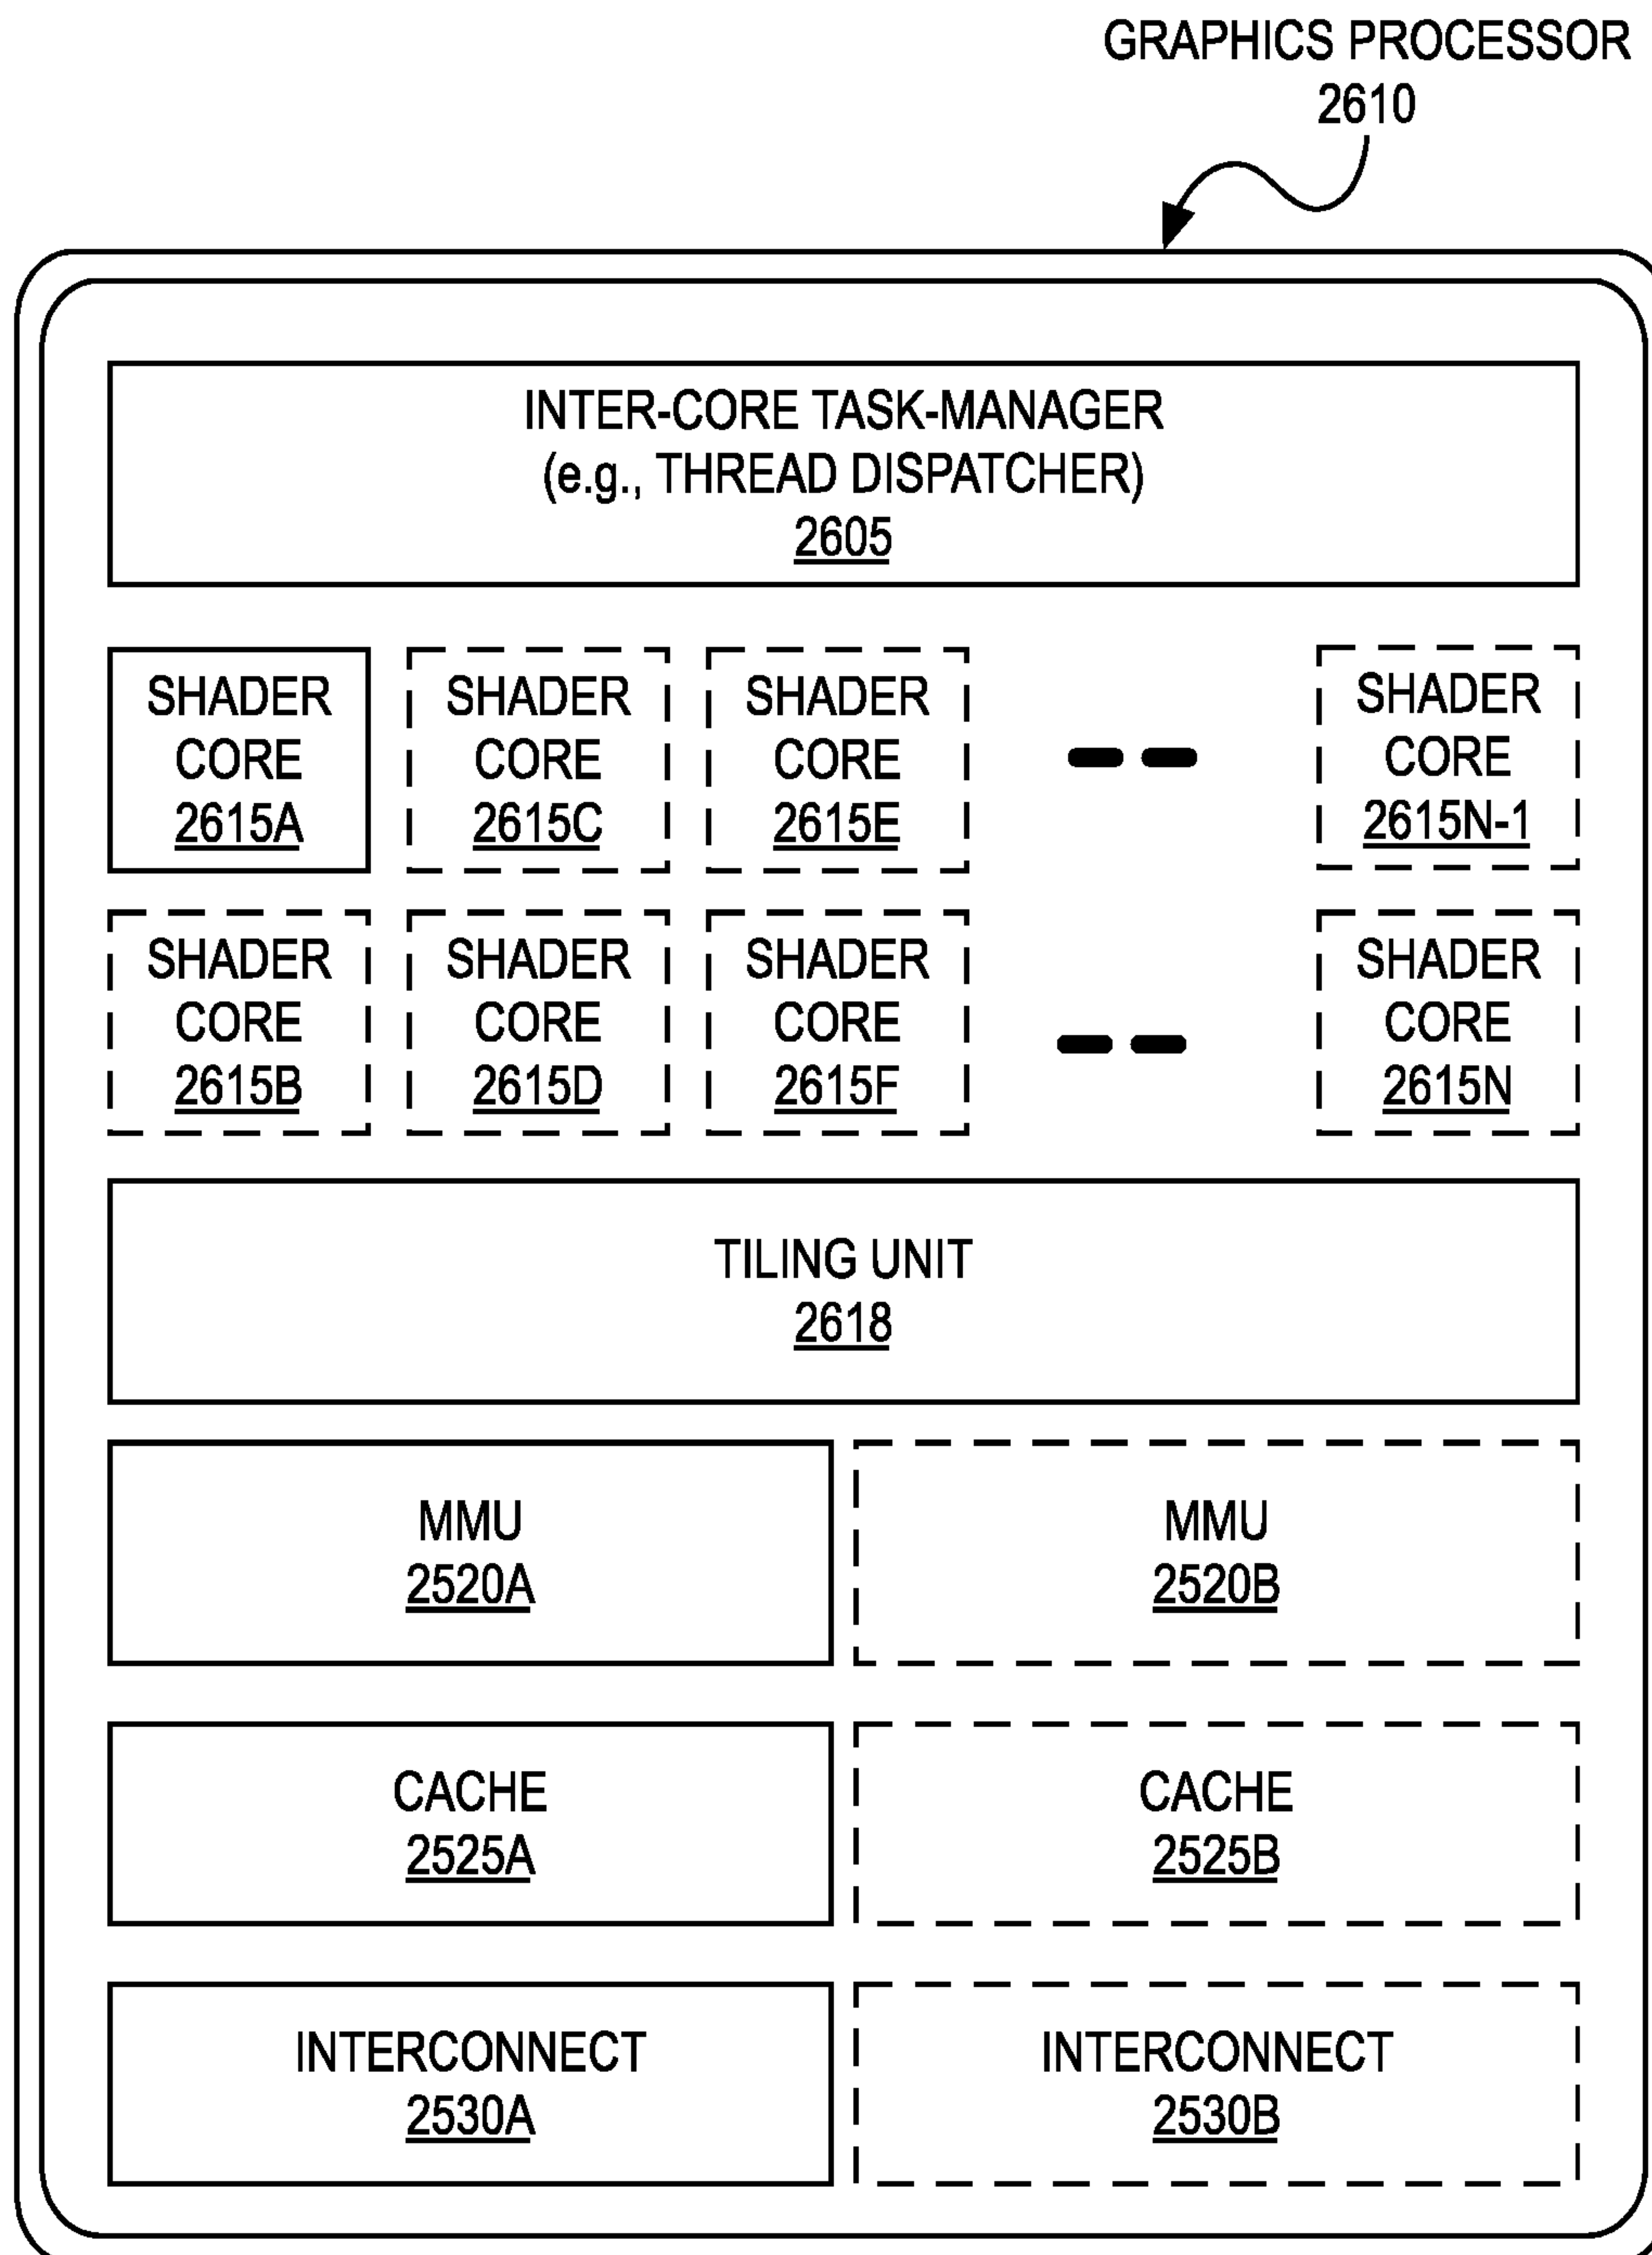 GRAPHICS PROCESSOR
2610
INTER-CORE TASK-MANAGER
(e.g., THREAD DISPATCHER)
2605
SHADER
CORE
2615A
SHADER
CORE
2615C
SHADER
CORE
2615E
SHADER
CORE
2615N-1
SHADER
CORE
2615B
SHADER
CORE
2615D
SHADER
CORE
2615F
SHADER
CORE
2615N
TILING UNIT
2618
MMU
2520A
MMU
2520B
CACHE
2525A
CACHE
2525B
INTERCONNECT
2530A
INTERCONNECT
2530B